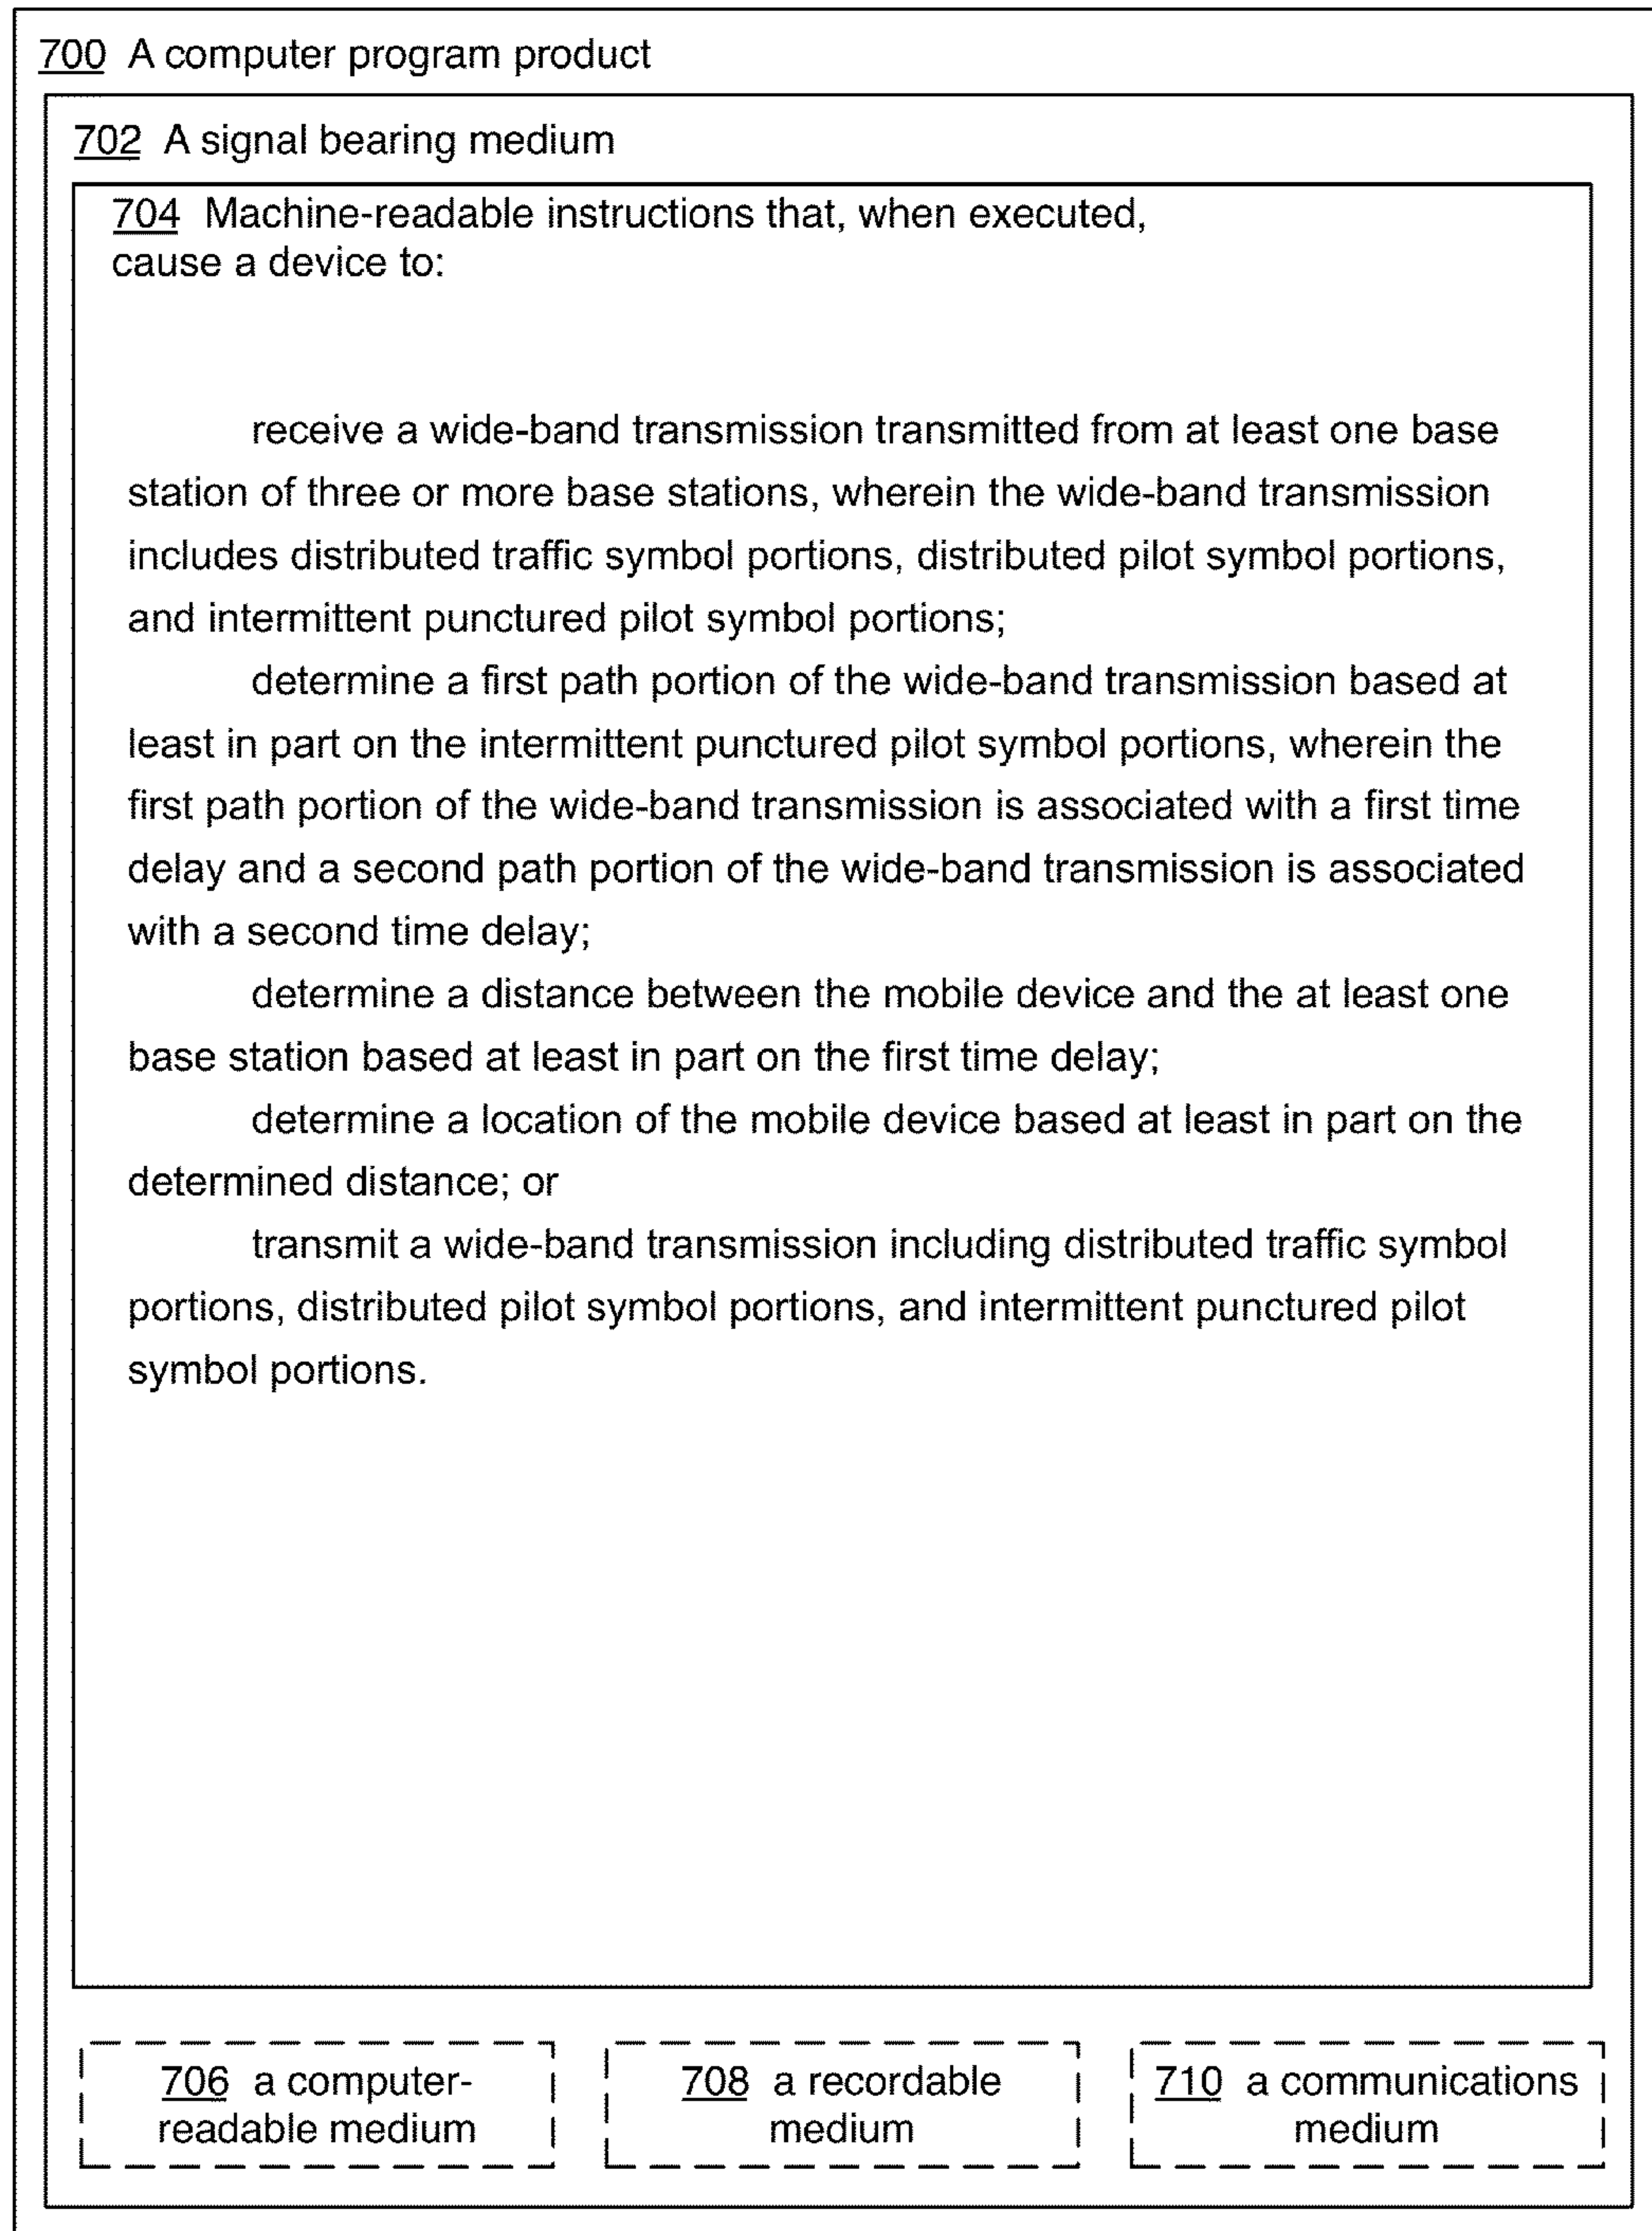 700 A computer program product
702 A signal bearing medium
704 Machine-readable instructions that, when executed,
cause a device to:
receive a wide-band transmission transmitted from at least one base
station of three or more base stations, wherein the wide-band transmission
includes distributed traffic symbol portions, distributed pilot symbol portions,
and intermittent punctured pilot symbol portions;
determine a first path portion of the wide-band transmission based at
least in part on the intermittent punctured pilot symbol portions, wherein the
first path portion of the wide-band transmission is associated with a first time
delay and a second path portion of the wide-band transmission is associated
with a second time delay;
determine a distance between the mobile device and the at least one
base station based at least in part on the first time delay;
determine a location of the mobile device based at least in part on the
determined distance; or
transmit a wide-band transmission including distributed traffic symbol
portions, distributed pilot symbol portions, and intermittent punctured pilot
symbol portions.
706 a computer-
readable medium
708 a recordable
medium
710 a communications
medium